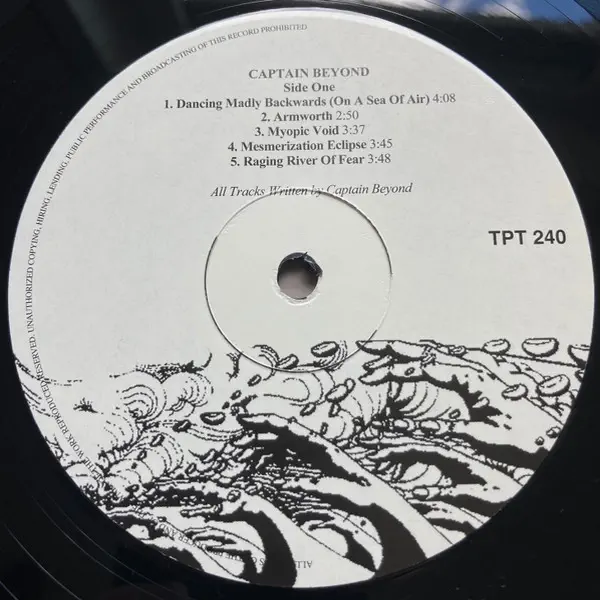 CAPTAIN BEYOND
Side One
1. Dancing Madly Backwards (On A Sea Of Air) 4:08
2. Armworth 2:50
3. Myopic Void 3:37
4. Mesmerization Eclipse 3:45
5. Raging River Of Fear 3:48
All Tracks Written by Captain Beyond
TPT 240
WORK REPRODUCED RESERVED. UNAUTHORIZED COPYING, HIRING, LENDING, PUBLIC PERFORMANCE AND BROADCASTING OF THIS RECORD PROHIBITED